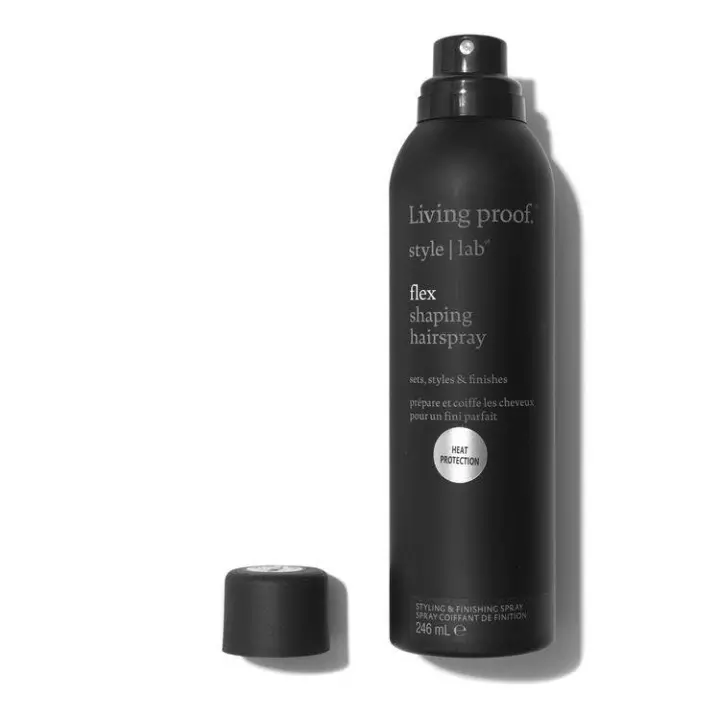 Living proof.®
style | lab
flex
shaping
hairspray
sets, styles & finishes
prépare et coiffe les cheveux
pour un fini parfait
HEAT
PROTECTION
STYLING & FINISHING SPRAY
SPRAY COIFFANT DE FINITION
246 mL ℮